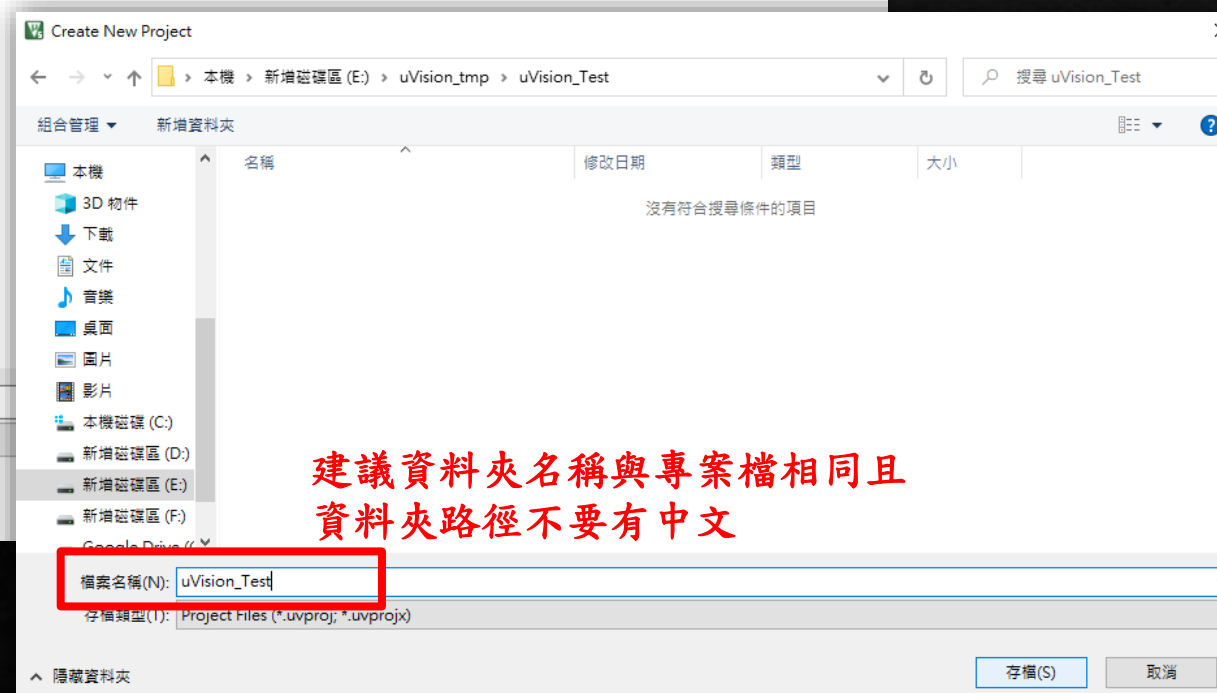 Create New Project
本機 › 新增磁碟區 (E:) › uVision_tmp › uVision_Test
搜尋 uVision_Test
組合管理 新增資料夾
名稱 修改日期 類型 大小
沒有符合搜尋條件的項目
本機
3D 物件
下載
文件
音樂
桌面
圖片
影片
本機磁碟 (C:)
新增磁碟區 (D:)
新增磁碟區 (E:)
新增磁碟區 (F:)
Google Drive (
建議資料夾名稱與專案檔相同且
資料夾路徑不要有中文
檔案名稱(N): uVision_Test
存檔類型(T): Project Files (*.uvproj; *.uvprojx)
隱藏資料夾
存檔(S) 取消